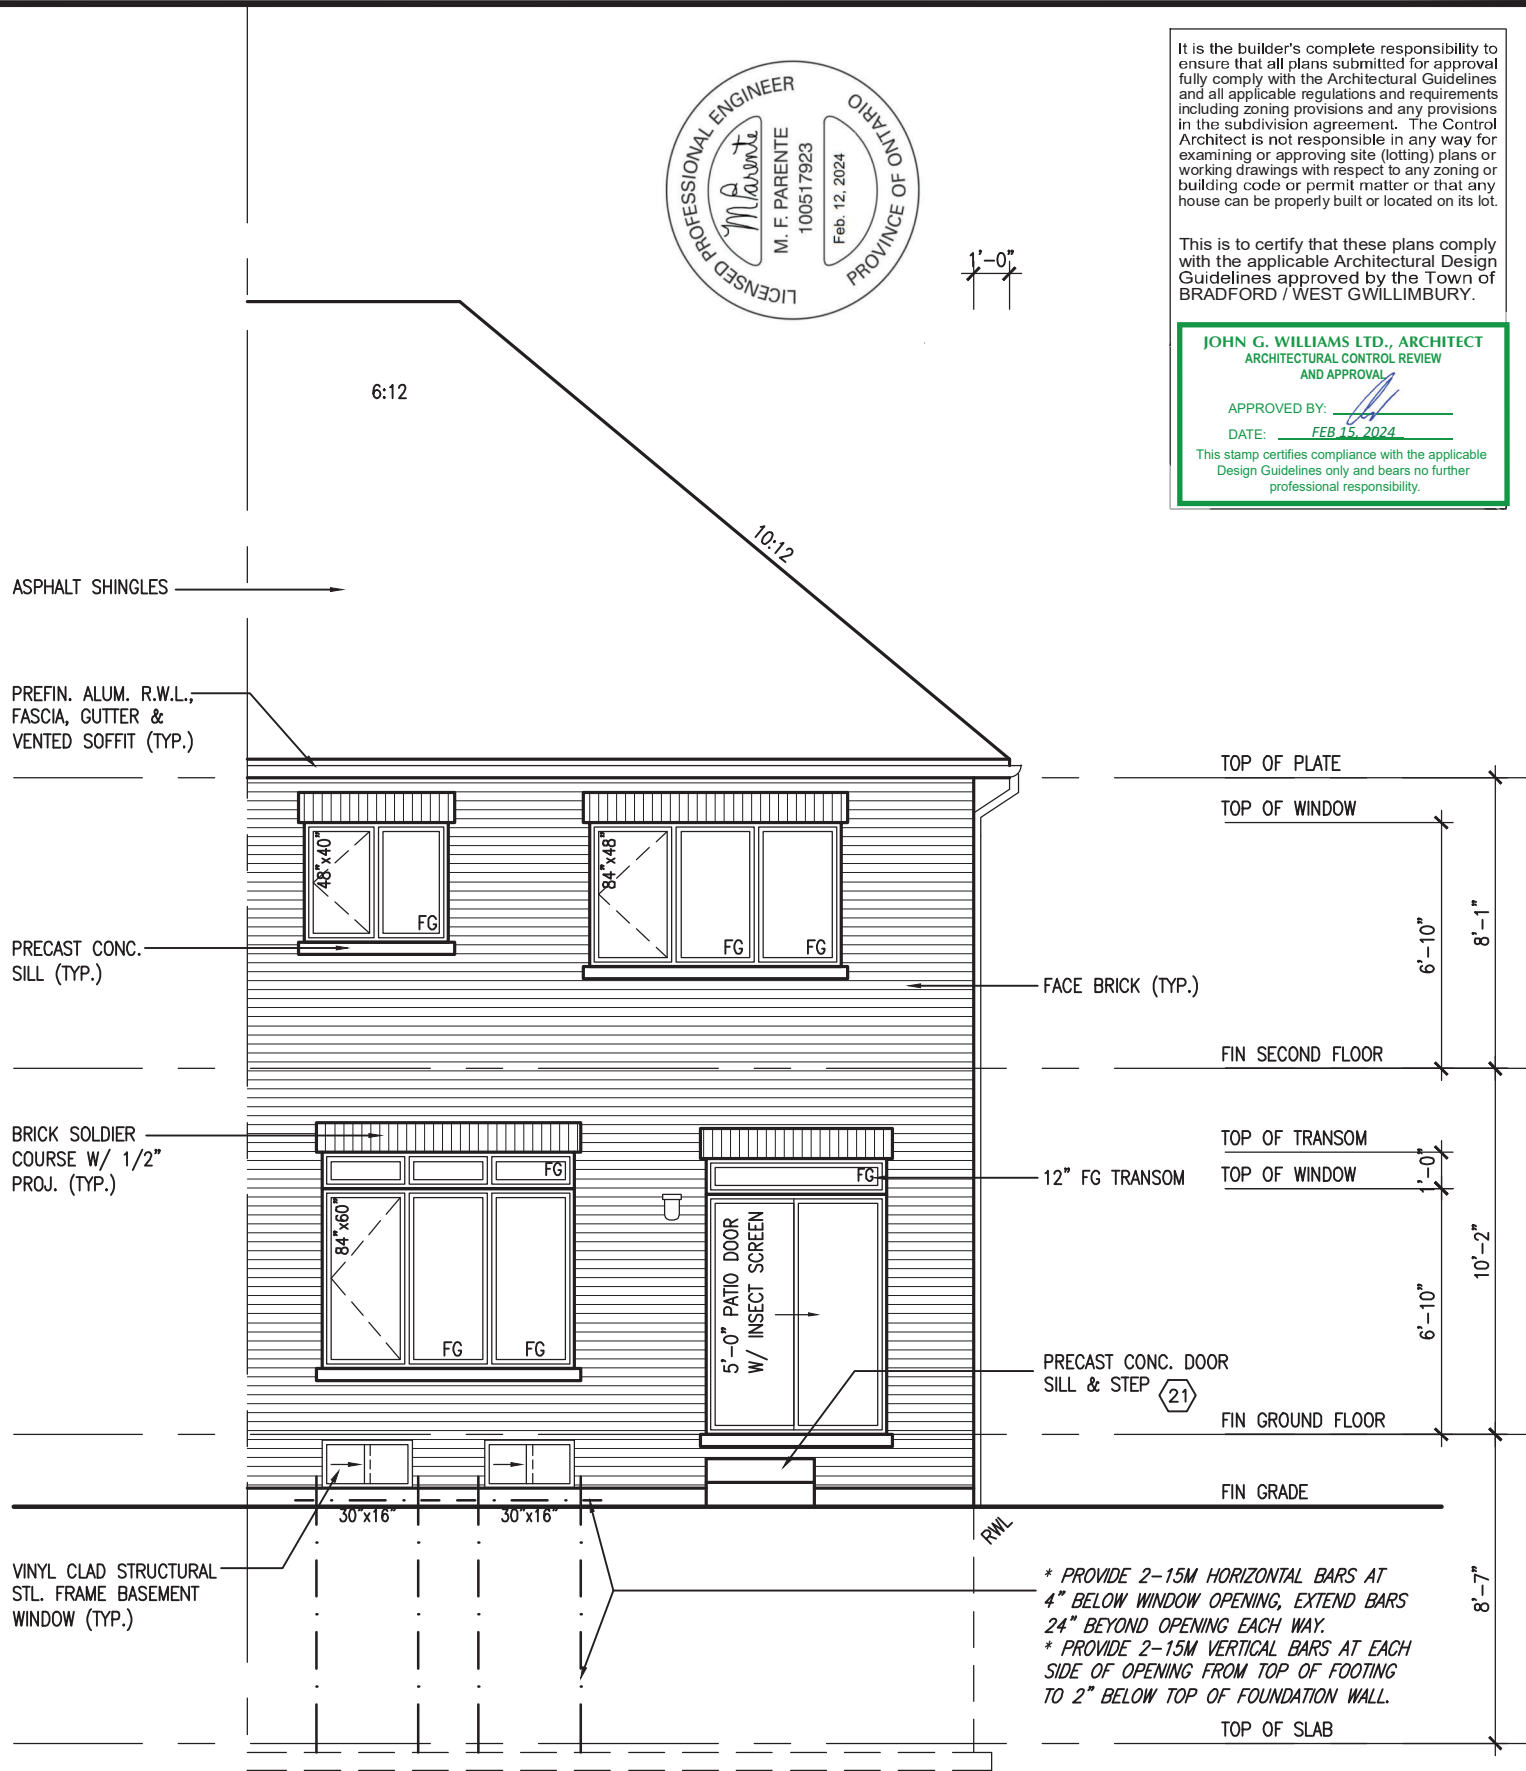 It is the builder's complete responsibility to
ensure that all plans submitted for approval
fully comply with the Architectural Guidelines
and all applicable regulations and requirements
including zoning provisions and any provisions
in the subdivision agreement. The Control
Architect is not responsible in any way for
examining or approving site (lotting) plans or
working drawings with respect to any zoning or
building code or permit matter or that any
house can be properly built or located on its lot.
This is to certify that these plans comply
with the applicable Architectural Design
Guidelines approved by the Town of
BRADFORD / WEST GWILLIMBURY.
JOHN G. WILLIAMS LTD., ARCHITECT
ARCHITECTURAL CONTROL REVIEW
AND APPROVAL
APPROVED BY:
DATE: FEB 15, 2024
This stamp certifies compliance with the applicable
Design Guidelines only and bears no further
professional responsibility.
LICENSED PROFESSIONAL ENGINEER
M Parente
M. F. PARENTE
100517923
Feb. 12, 2024
PROVINCE OF ONTARIO
1'-0"
6:12
10:12
ASPHALT SHINGLES
PREFIN. ALUM. R.W.L.,
FASCIA, GUTTER &
VENTED SOFFIT (TYP.)
TOP OF PLATE
TOP OF WINDOW
48"x40"
FG
84"x48"
FG
FG
6'-10"
8'-1"
PRECAST CONC.
SILL (TYP.)
FACE BRICK (TYP.)
FIN SECOND FLOOR
BRICK SOLDIER
COURSE W/ 1/2"
PROJ. (TYP.)
TOP OF TRANSOM
TOP OF WINDOW
1'-0"
FG
FG
12" FG TRANSOM
84"x60"
FG
FG
5'-0" PATIO DOOR
W/ INSECT SCREEN
6'-10"
10'-2"
PRECAST CONC. DOOR
SILL & STEP 21
FIN GROUND FLOOR
FIN GRADE
30"x16"
30"x16"
RWL
VINYL CLAD STRUCTURAL
STL. FRAME BASEMENT
WINDOW (TYP.)
* PROVIDE 2-15M HORIZONTAL BARS AT
4" BELOW WINDOW OPENING, EXTEND BARS
24" BEYOND OPENING EACH WAY.
* PROVIDE 2-15M VERTICAL BARS AT EACH
SIDE OF OPENING FROM TOP OF FOOTING
TO 2" BELOW TOP OF FOUNDATION WALL.
8'-7"
TOP OF SLAB